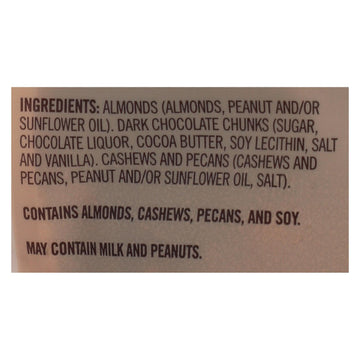 INGREDIENTS: ALMONDS (ALMONDS, PEANUT AND/OR
SUNFLOWER OIL). DARK CHOCOLATE CHUNKS (SUGAR,
CHOCOLATE LIQUOR, COCOA BUTTER, SOY LECITHIN, SALT
AND VANILLA). CASHEWS AND PECANS (CASHEWS AND
PECANS, PEANUT AND/OR SUNFLOWER OIL, SALT).
CONTAINS ALMONDS, CASHEWS, PECANS, AND SOY.
MAY CONTAIN MILK AND PEANUTS.